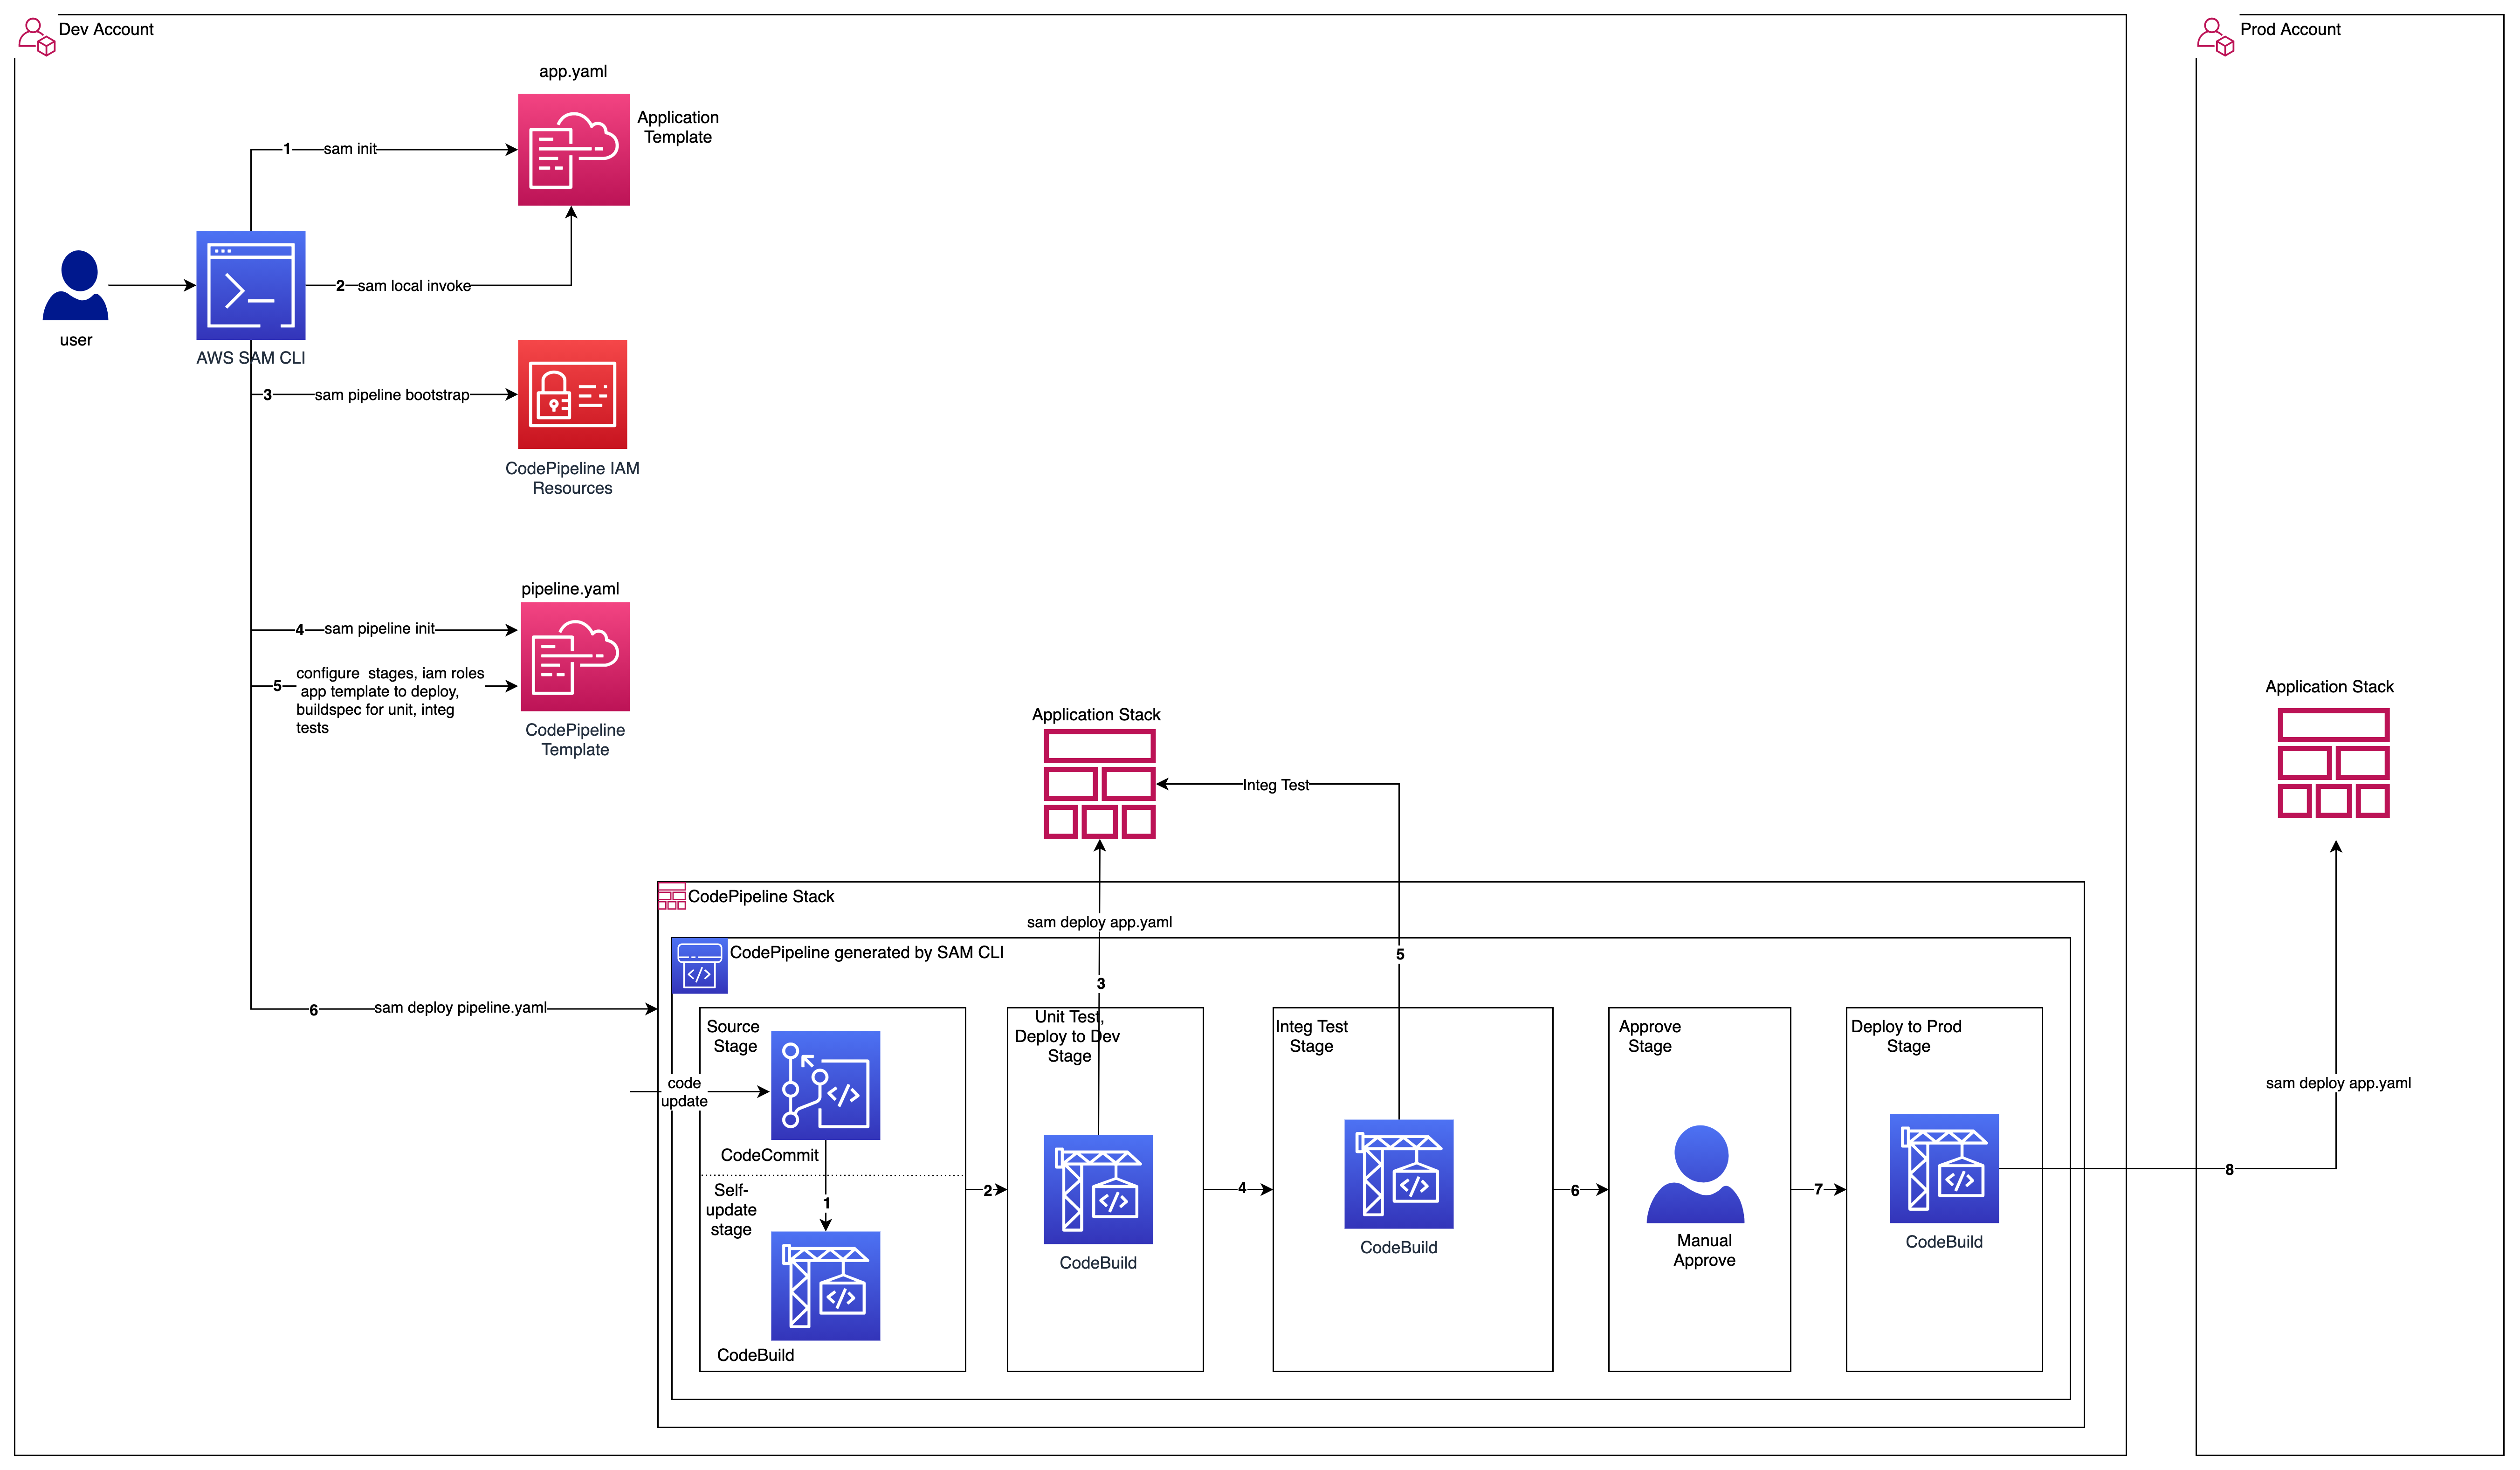 Dev Account
Prod Account
app.yaml
Application
Template
1
sam init
user
AWS SAM CLI
2
sam local invoke
3
sam pipeline bootstrap
CodePipeline IAM
Resources
pipeline.yaml
4
sam pipeline init
5
configure stages, iam roles
app template to deploy,
buildspec for unit, integ
tests
CodePipeline
Template
6
sam deploy pipeline.yaml
Application Stack
Integ Test
Application Stack
CodePipeline Stack
sam deploy app.yaml
CodePipeline generated by SAM CLI
3
5
Source
Stage
code
update
CodeCommit
Self-
update
stage
1
CodeBuild
2
Unit Test,
Deploy to Dev
Stage
CodeBuild
4
Integ Test
Stage
CodeBuild
6
Approve
Stage
Manual
Approve
7
Deploy to Prod
Stage
CodeBuild
8
sam deploy app.yaml